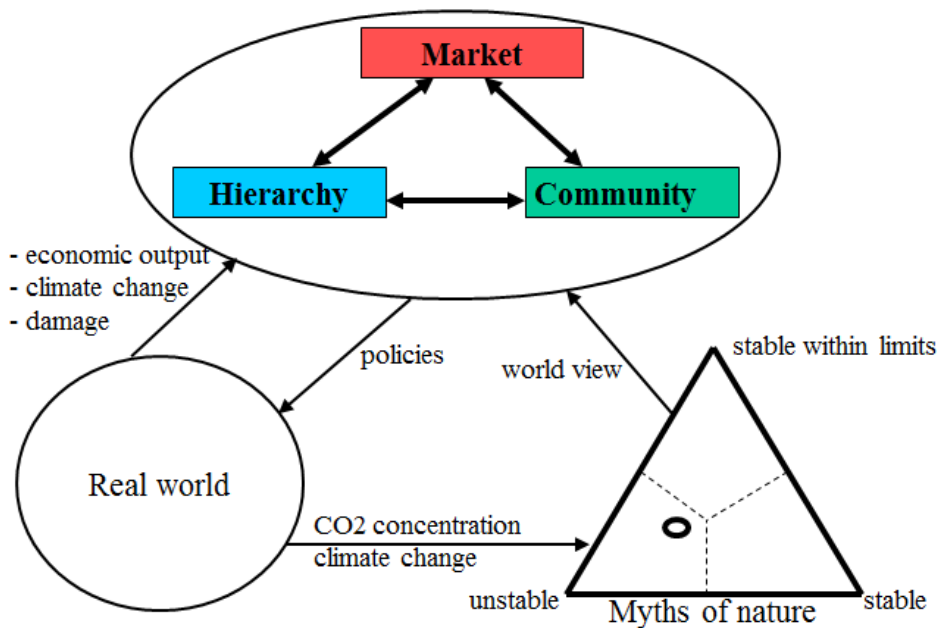 Market
Hierarchy
Community
- economic output
- climate change
- damage
policies
world view
stable within limits
Real world
CO2 concentration
climate change
unstable
Myths of nature
stable